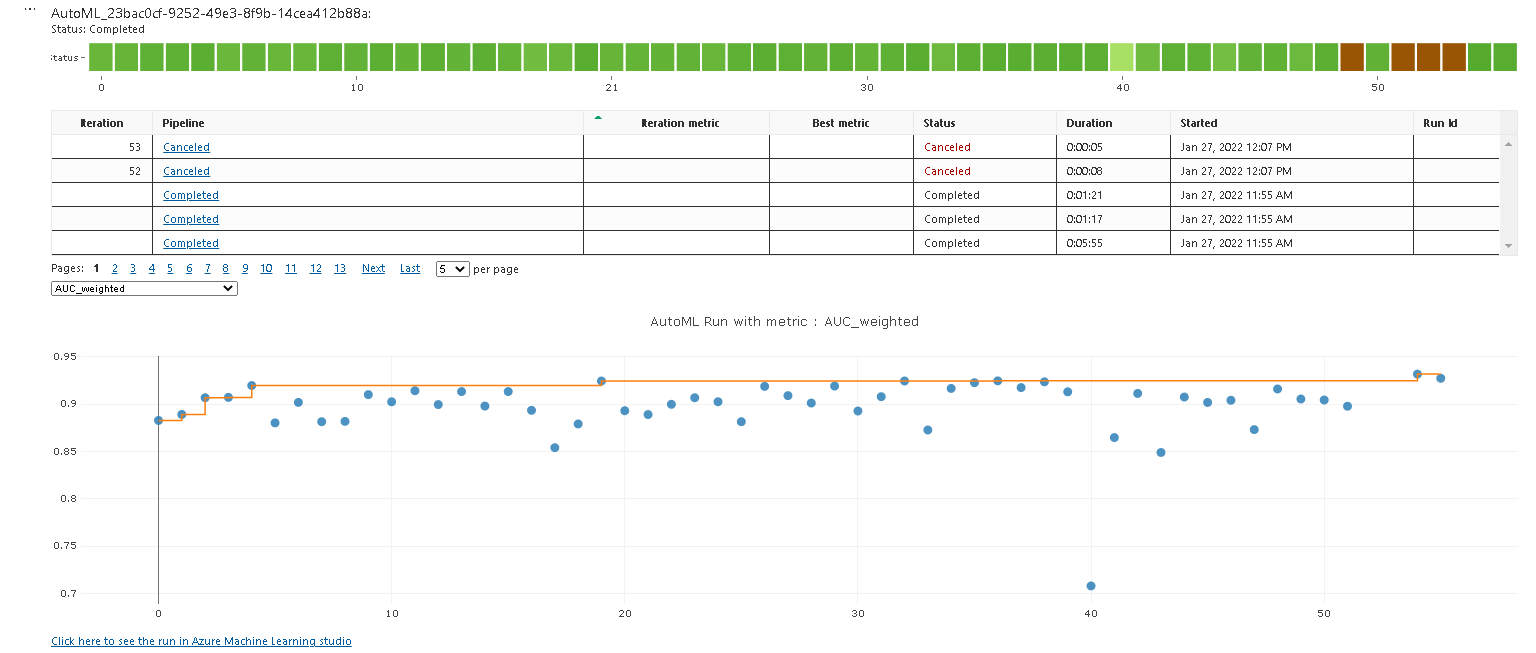 ...
AutoML_23bac0cf-9252-49e3-8f9b-14cea412b88a:
Status: Completed
status
0 10 21 30 40 50
Iteration Pipeline Iteration metric Best metric Status Duration Started Run Id
53 Canceled Canceled 0:00:05 Jan 27, 2022 12:07 PM
52 Canceled Canceled 0:00:08 Jan 27, 2022 12:07 PM
Completed Completed 0:01:21 Jan 27, 2022 11:55 AM
Completed Completed 0:01:17 Jan 27, 2022 11:55 AM
Completed Completed 0:05:55 Jan 27, 2022 11:55 AM
Pages: 1 2 3 4 5 6 7 8 9 10 11 12 13 Next Last 5 per page
AUC_weighted
AutoML Run with metric : AUC_weighted
0.95
0.9
0.85
0.8
0.75
0.7
0 10 20 30 40 50
Click here to see the run in Azure Machine Learning studio